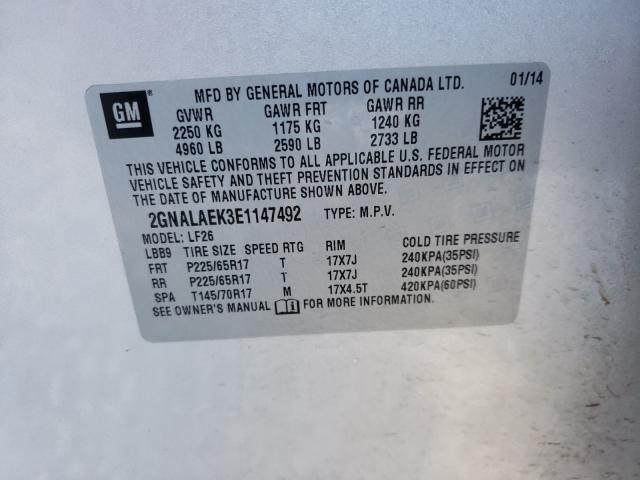 GM ®
MFD BY GENERAL MOTORS OF CANADA LTD. 01/14
GVWR GAWR FRT GAWR RR
2250 KG 1175 KG 1240 KG
4960 LB 2590 LB 2733 LB
THIS VEHICLE CONFORMS TO ALL APPLICABLE U.S. FEDERAL MOTOR
VEHICLE SAFETY AND THEFT PREVENTION STANDARDS IN EFFECT ON
THE DATE OF MANUFACTURE SHOWN ABOVE.
2GNALAEK3E1147492 TYPE: M.P.V.
MODEL: LF26
LBB9 TIRE SIZE SPEED RTG RIM COLD TIRE PRESSURE
FRT P225/65R17 T 17X7J 240KPA(35PSI)
RR P225/65R17 T 17X7J 240KPA(35PSI)
SPA T145/70R17 M 17X4.5T 420KPA(60PSI)
SEE OWNER'S MANUAL FOR MORE INFORMATION.